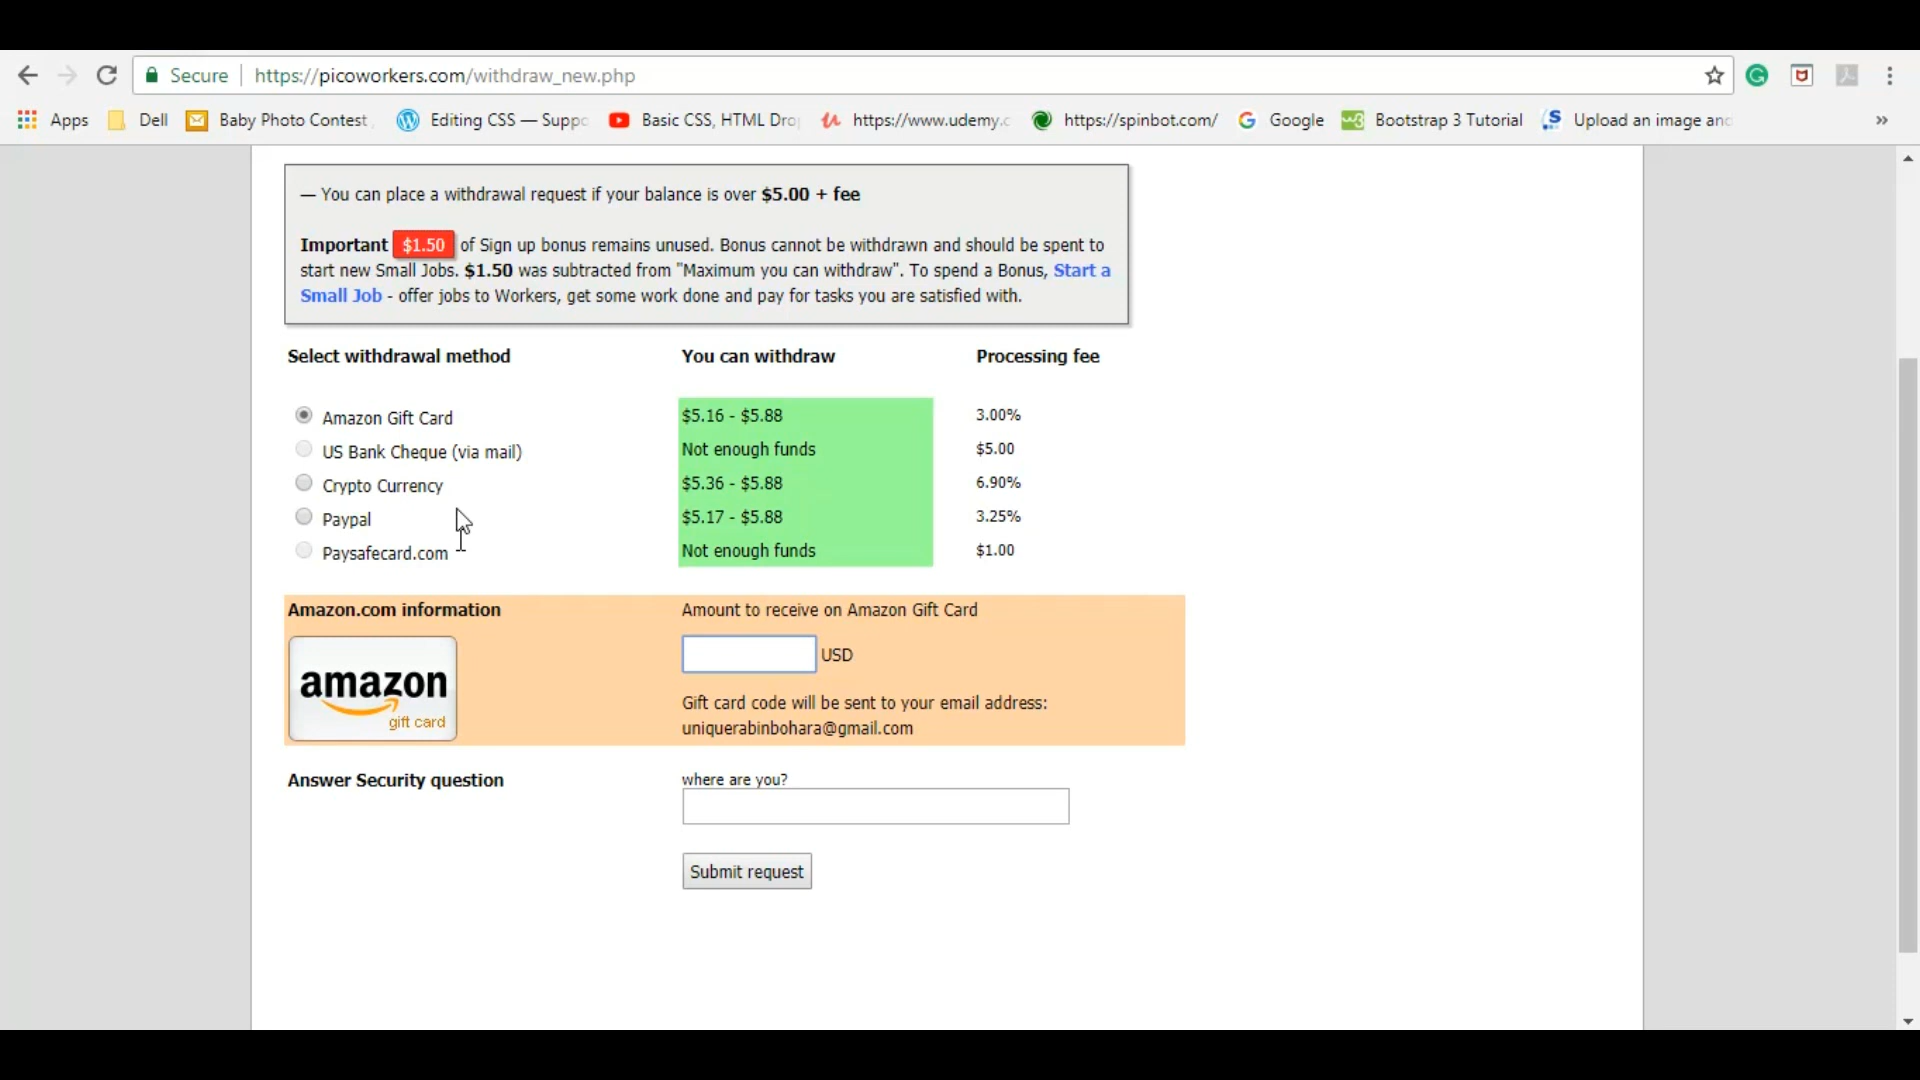 Secure https://picoworkers.com/withdraw_new.php
Apps Dell Baby Photo Contest Editing CSS — Suppo Basic CSS, HTML Dro https://www.udemy.c https://spinbot.com/ Google Bootstrap 3 Tutorial Upload an image an »
— You can place a withdrawal request if your balance is over $5.00 + fee
Important $1.50 of Sign up bonus remains unused. Bonus cannot be withdrawn and should be spent to
start new Small Jobs. $1.50 was subtracted from "Maximum you can withdraw". To spend a Bonus, Start a
Small Job - offer jobs to Workers, get some work done and pay for tasks you are satisfied with.
Select withdrawal method You can withdraw Processing fee
Amazon Gift Card $5.16 - $5.88 3.00%
US Bank Cheque (via mail) Not enough funds $5.00
Crypto Currency $5.36 - $5.88 6.90%
Paypal $5.17 - $5.88 3.25%
Paysafecard.com Not enough funds $1.00
Amazon.com information Amount to receive on Amazon Gift Card
USD
amazon
gift card
Gift card code will be sent to your email address:
uniquerabinbohara@gmail.com
Answer Security question where are you?
Submit request